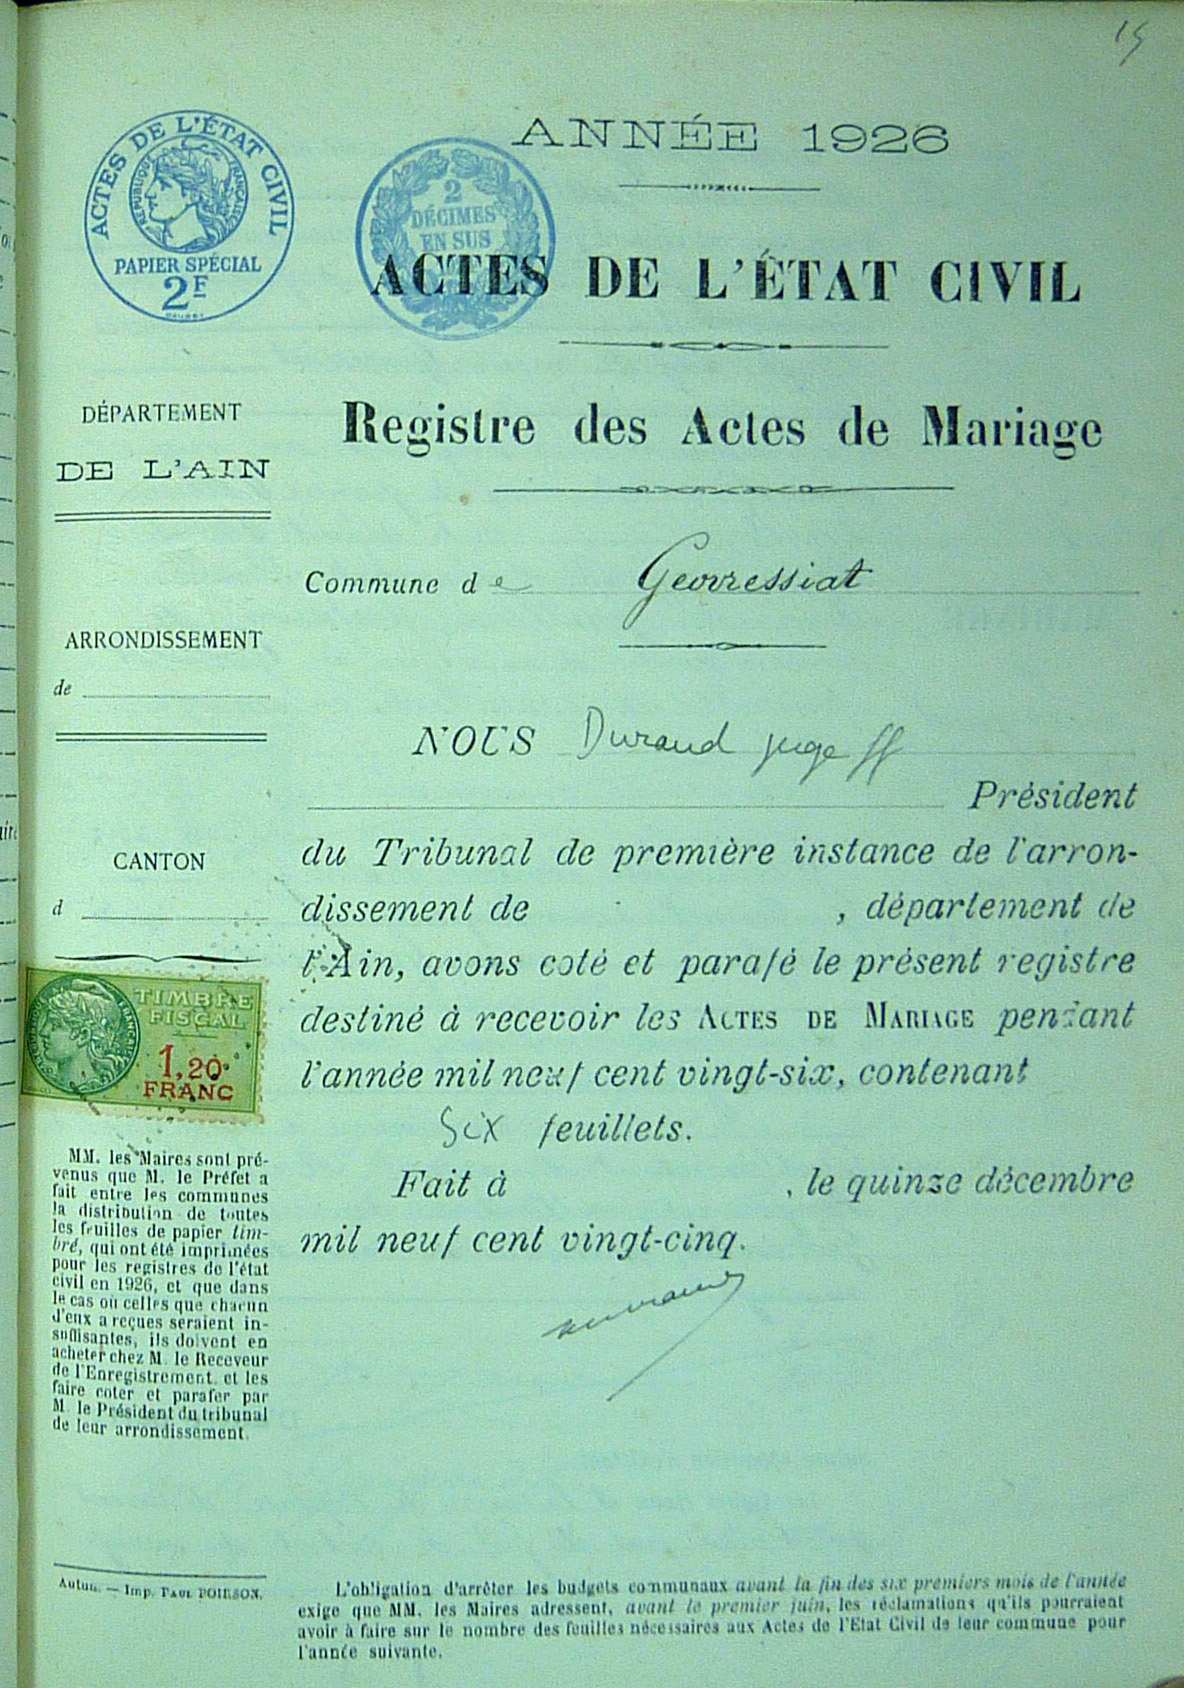 15
ANNÉE 1926
ACTES DE L'ÉTAT CIVIL
RÉPUBLIQUE FRANÇAISE
PAPIER SPÉCIAL
2F
2
DÉCIMES
EN SUS
ACTES DE L'ÉTAT CIVIL
Registre des Actes de Mariage
DÉPARTEMENT
DE L'AIN
Commune de Geovressiat
ARRONDISSEMENT
de
NOUS Durand juge ff
Président
du Tribunal de première instance de l'arron-
dissement de , département de
l'Ain, avons coté et parafé le présent registre
destiné à recevoir les ACTES DE MARIAGE pendant
l'année mil neuf cent vingt-six, contenant
Six feuillets.
Fait à , le quinze décembre
mil neuf cent vingt-cinq.
CANTON
d
TIMBRE
FISCAL
1,20
FRANC
MM. les Maires sont pré-
venus que M. le Préfet a
fait entre les communes
la distribution de toutes
les feuilles de papier tim-
bré, qui ont été imprimées
pour les registres de l'état
civil en 1926, et que dans
le cas où celles que chacun
d'eux a reçues seraient in-
suffisantes, ils doivent en
acheter chez M. le Receveur
de l'Enregistrement, et les
faire coter et parafer par
M. le Président du tribunal
de leur arrondissement.
Autun. — Imp. PAUL POIRSON.
L'obligation d'arrêter les budgets communaux avant la fin des six premiers mois de l'année
exige que MM. les Maires adressent, avant le premier juin, les réclamations qu'ils pourraient
avoir à faire sur le nombre des feuilles nécessaires aux Actes de l'Etat Civil de leur commune pour
l'année suivante.